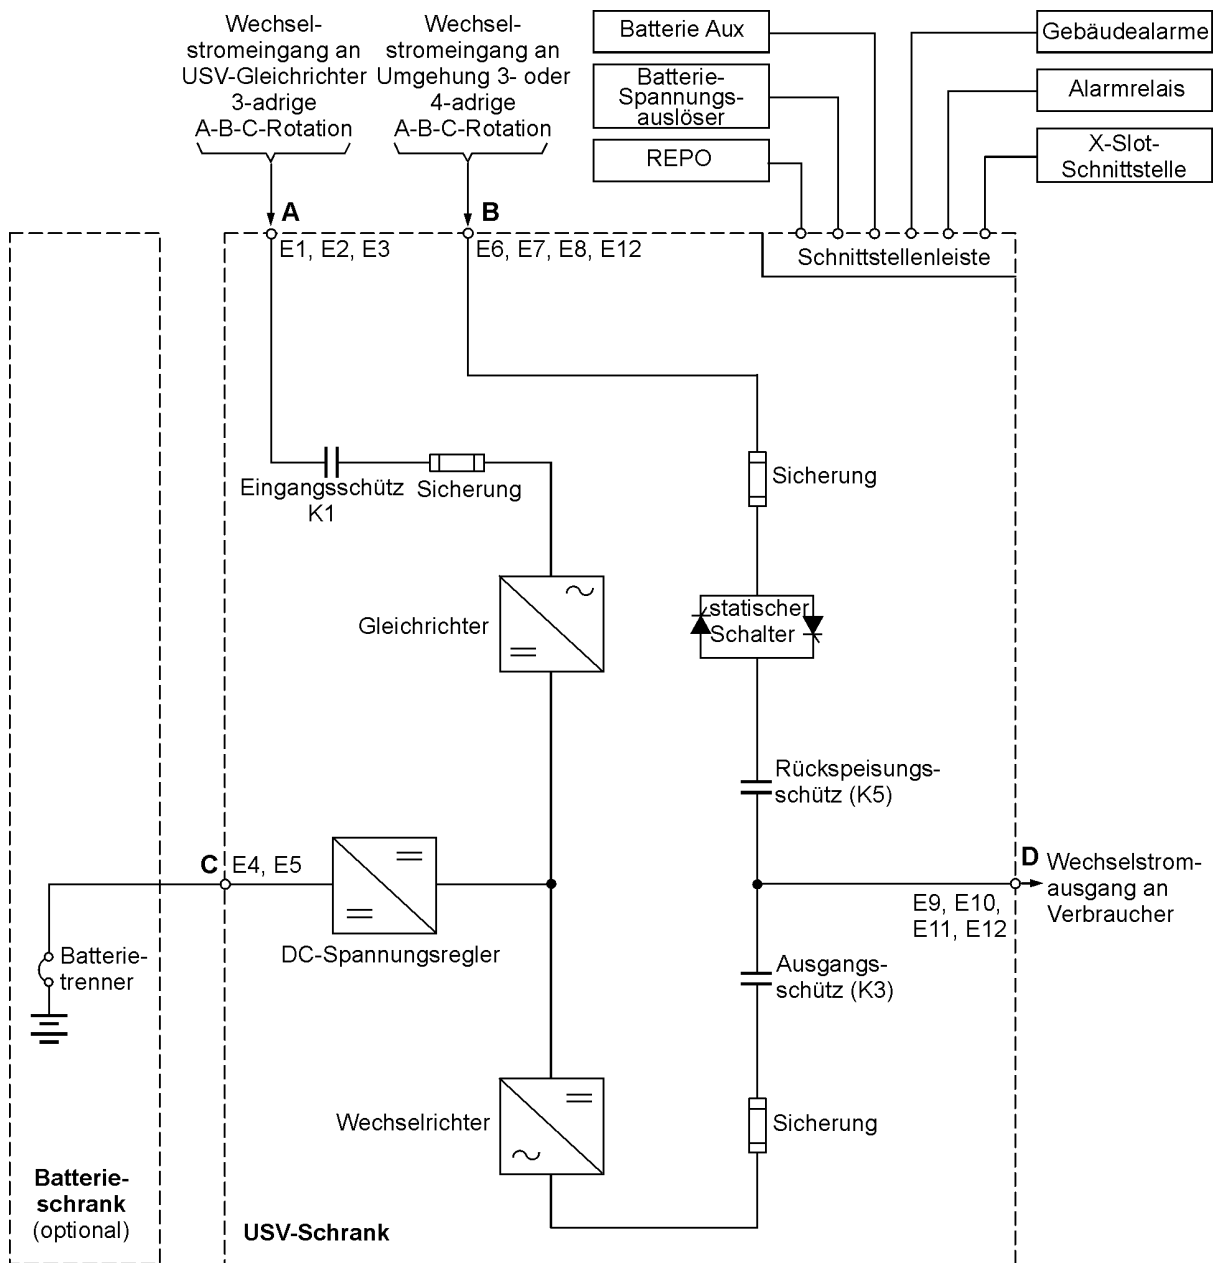 Wechsel-
stromeingang an
USV-Gleichrichter
3-adrige
A-B-C-Rotation
Wechsel-
stromeingang an
Umgehung 3- oder
4-adrige
A-B-C-Rotation
Batterie Aux
Batterie-
Spannungs-
auslöser
REPO
Gebäudealarme
Alarmrelais
X-Slot-
Schnittstelle
A
B
E1, E2, E3
E6, E7, E8, E12
Schnittstellenleiste
Eingangsschütz
K1
Sicherung
Sicherung
Gleichrichter
statischer
Schalter
Rückspeisungs-
schütz (K5)
C
E4, E5
DC-Spannungsregler
D
Wechselstrom-
ausgang an
Verbraucher
E9, E10,
E11, E12
Batterie-
trenner
Ausgangs-
schütz (K3)
Wechselrichter
Sicherung
Batterie-
schrank
(optional)
USV-Schrank